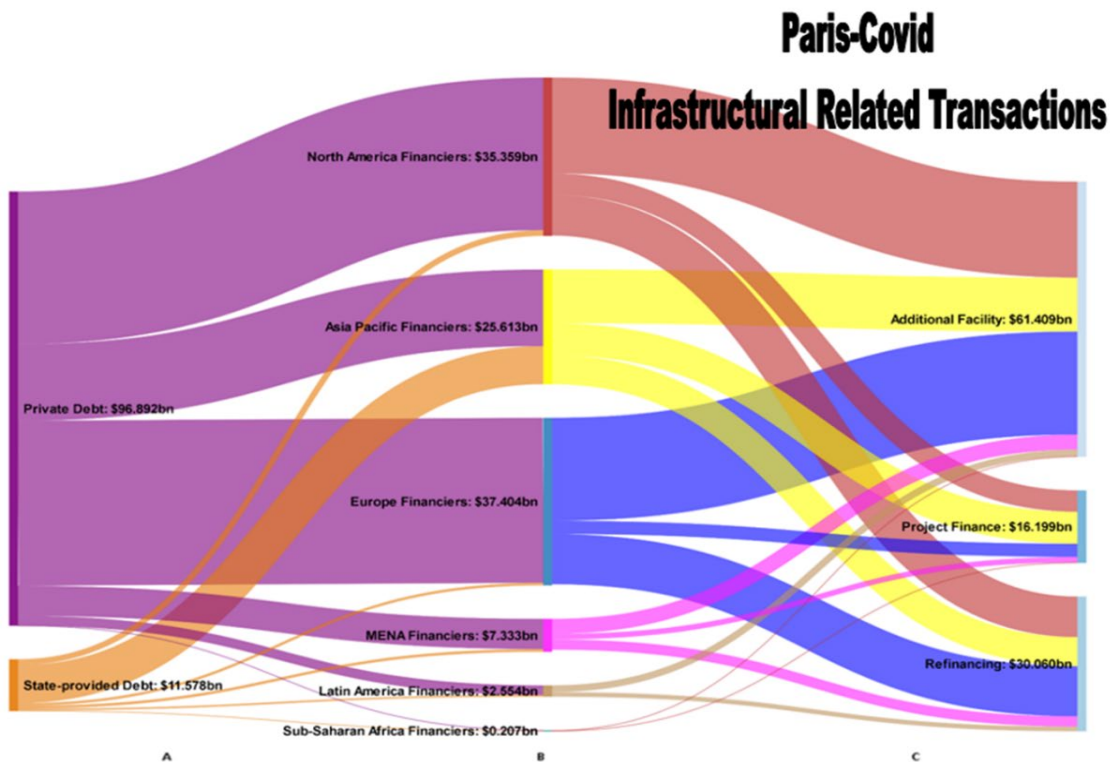 Paris-Covid
Infrastructural Related Transactions
North America Financiers: $35.359bn
Asia Pacific Financiers: $25.613bn
Additional Facility: $61.409bn
Private Debt: $96.892bn
Europe Financiers: $37.404bn
Project Finance: $16.199bn
MENA Financiers: $7.333bn
Refinancing: $30.060bn
State-provided Debt: $11.578bn
Latin America Financiers: $2.554bn
Sub-Saharan Africa Financiers: $0.207bn
A B C